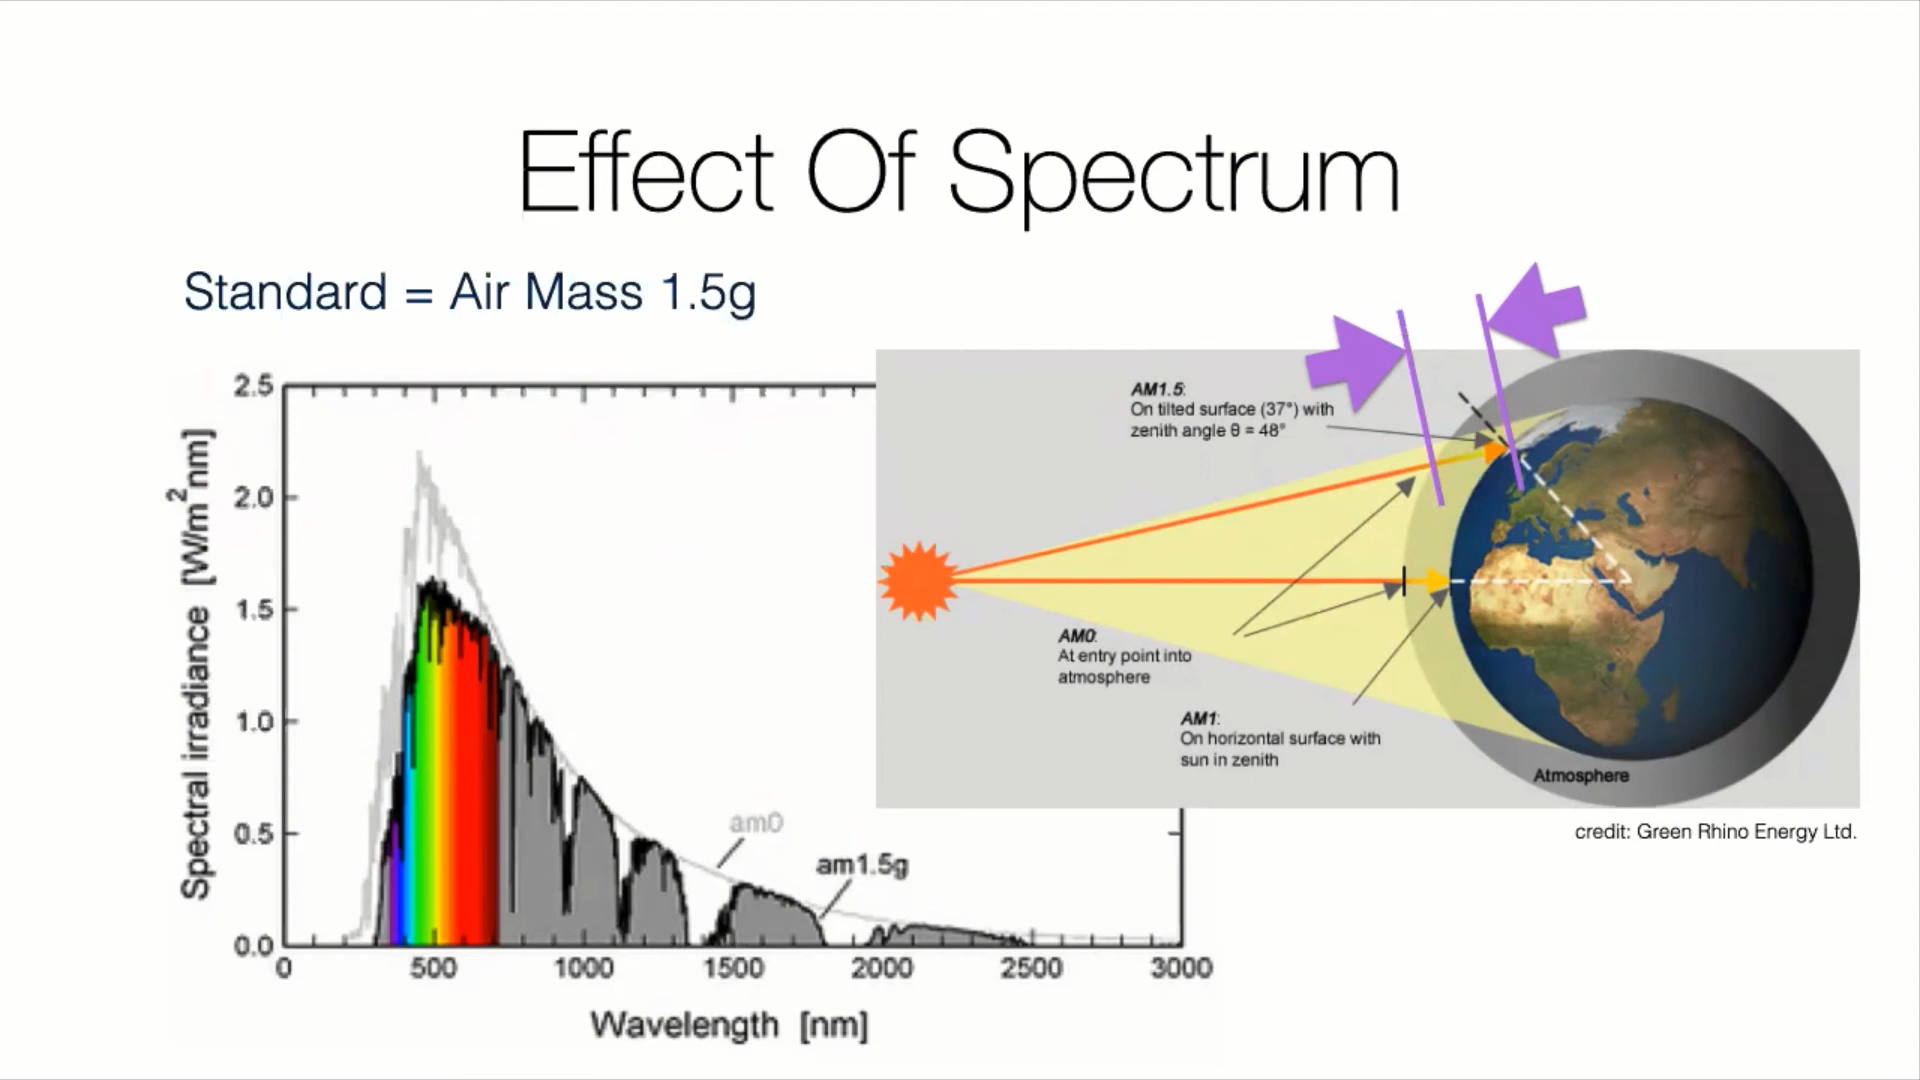 Effect Of Spectrum
Standard = Air Mass 1.5g
Spectral irradiance [W/m2nm]
2.5
2.0
1.5
1.0
0.5
0.0
0
500
1000
1500
2000
2500
3000
Wavelength [nm]
am0
am1.5g
AM1.5:
On tilted surface (37°) with
zenith angle θ = 48°
AM0:
At entry point into
atmosphere
AM1:
On horizontal surface with
sun in zenith
Atmosphere
credit: Green Rhino Energy Ltd.